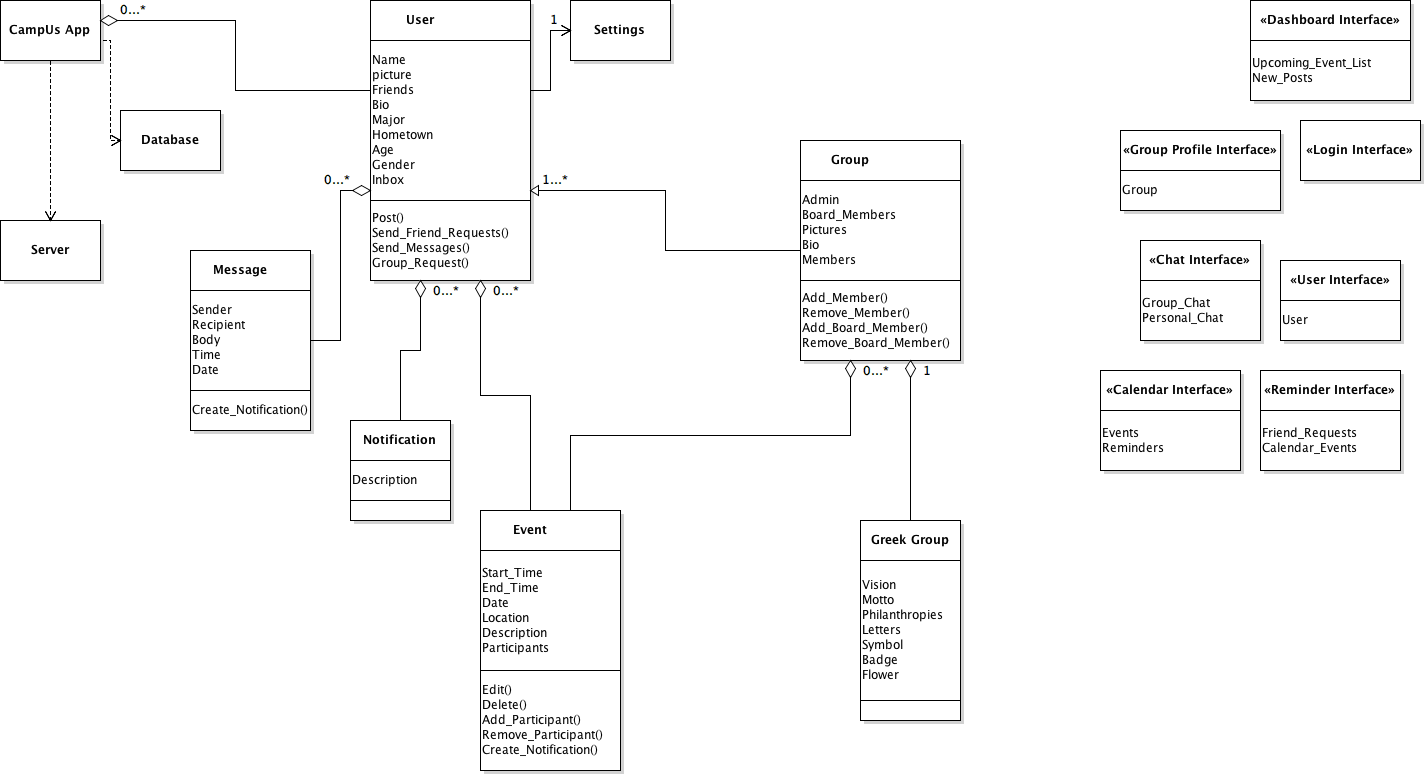 CampUs App
0...*
Database
Server
User
Name
picture
Friends
Bio
Major
Hometown
Age
Gender
Inbox
Post()
Send_Friend_Requests()
Send_Messages()
Group_Request()
1
Settings
0...*
1...*
0...*
0...*
Message
Sender
Recipient
Body
Time
Date
Create_Notification()
Notification
Description
Event
Start_Time
End_Time
Date
Location
Description
Participants
Edit()
Delete()
Add_Participant()
Remove_Participant()
Create_Notification()
Group
Admin
Board_Members
Pictures
Bio
Members
Add_Member()
Remove_Member()
Add_Board_Member()
Remove_Board_Member()
0...*
1
Greek Group
Vision
Motto
Philanthropies
Letters
Symbol
Badge
Flower
«Dashboard Interface»
Upcoming_Event_List
New_Posts
«Group Profile Interface»
Group
«Login Interface»
«Chat Interface»
Group_Chat
Personal_Chat
«User Interface»
User
«Calendar Interface»
Events
Reminders
«Reminder Interface»
Friend_Requests
Calendar_Events